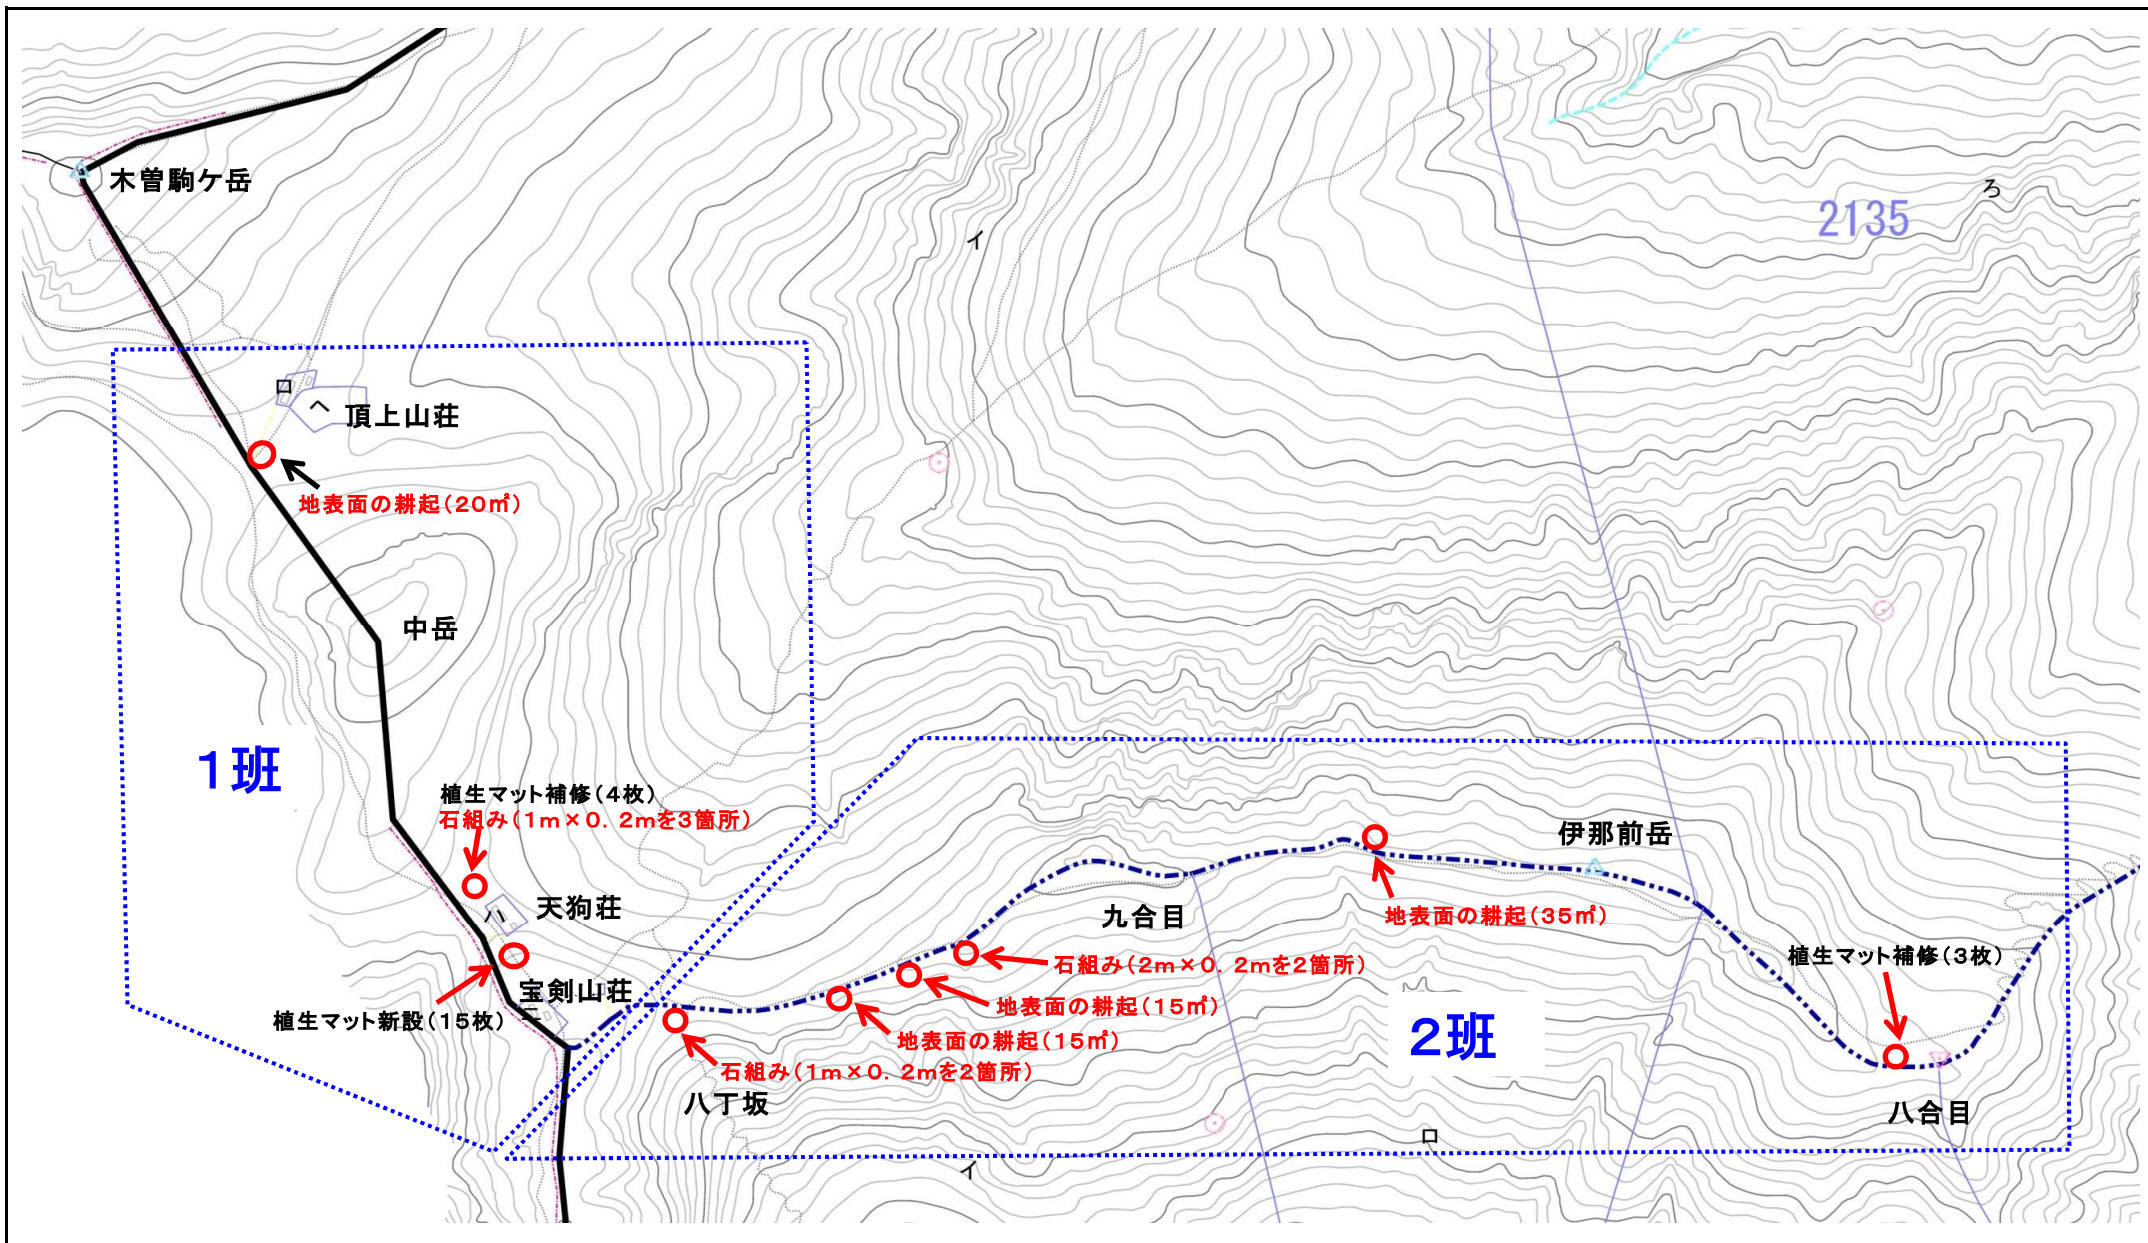 木曽駒ケ岳
イ
ろ
2135
ロ
ヘ
頂上山荘
地表面の耕起(20㎡)
中岳
1班
植生マット補修(4枚)
石組み(1m×0.2mを3箇所)
伊那前岳
ハ
天狗荘
九合目
地表面の耕起(35㎡)
植生マット補修(3枚)
石組み(2m×0.2mを2箇所)
宝剣山荘
ニ
地表面の耕起(15㎡)
植生マット新設(15枚)
地表面の耕起(15㎡)
2班
石組み(1m×0.2mを2箇所)
八丁坂
八合目
ロ
イ